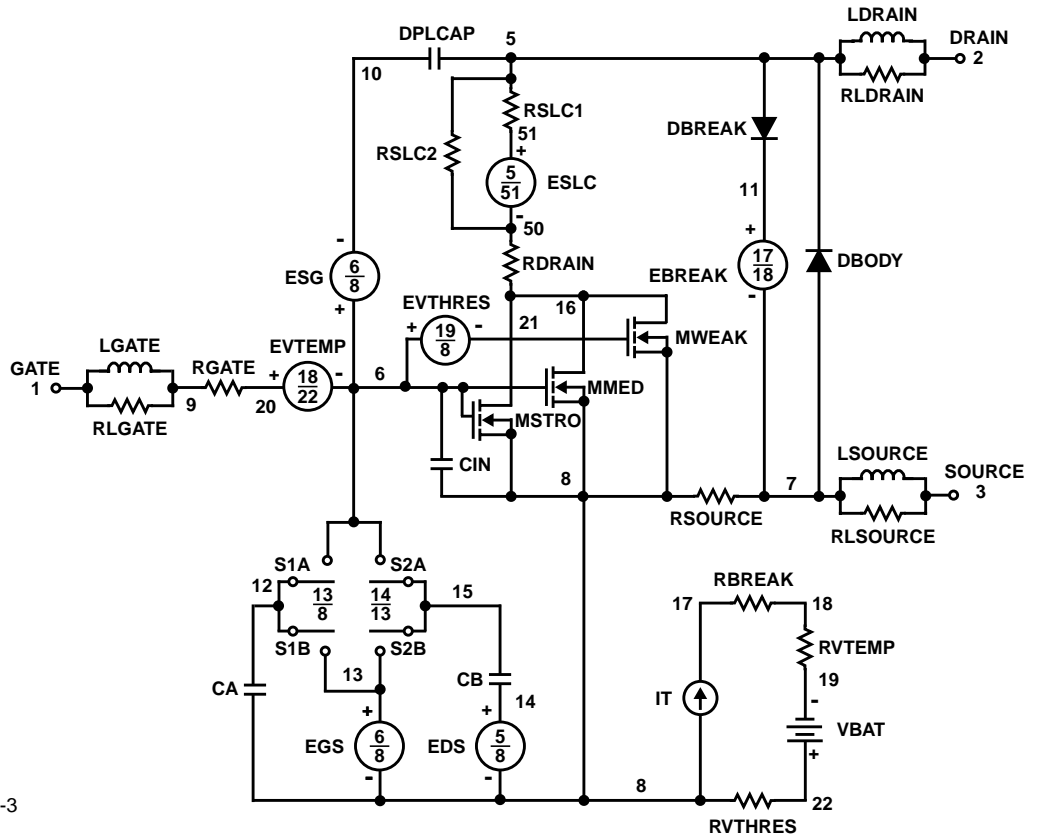 LDRAIN
DPLCAP 5 DRAIN
10 2
RSLC1 RLDRAIN
51 DBREAK
RSLC2 +
5
51 ESLC 11
- 50 +
- RDRAIN 17
18 DBODY
ESG 6
8 EBREAK
+ EVTHRES 16 -
+ 19
8 - 21
MWEAK
LGATE EVTEMP
GATE RGATE + 18
22 - 6
1 9 20 MMED
RLGATE MSTRO
CIN LSOURCE
8 7 SOURCE
3
RSOURCE RLSOURCE
S1A S2A
12 13
8 14
13 15
S1B S2B
13
CA CB
14
+ +
EGS 6
8 EDS 5
8
- -
RBREAK
17 18
RVTEMP
19
IT -
VBAT
+
8 22
RVTHRES
-3